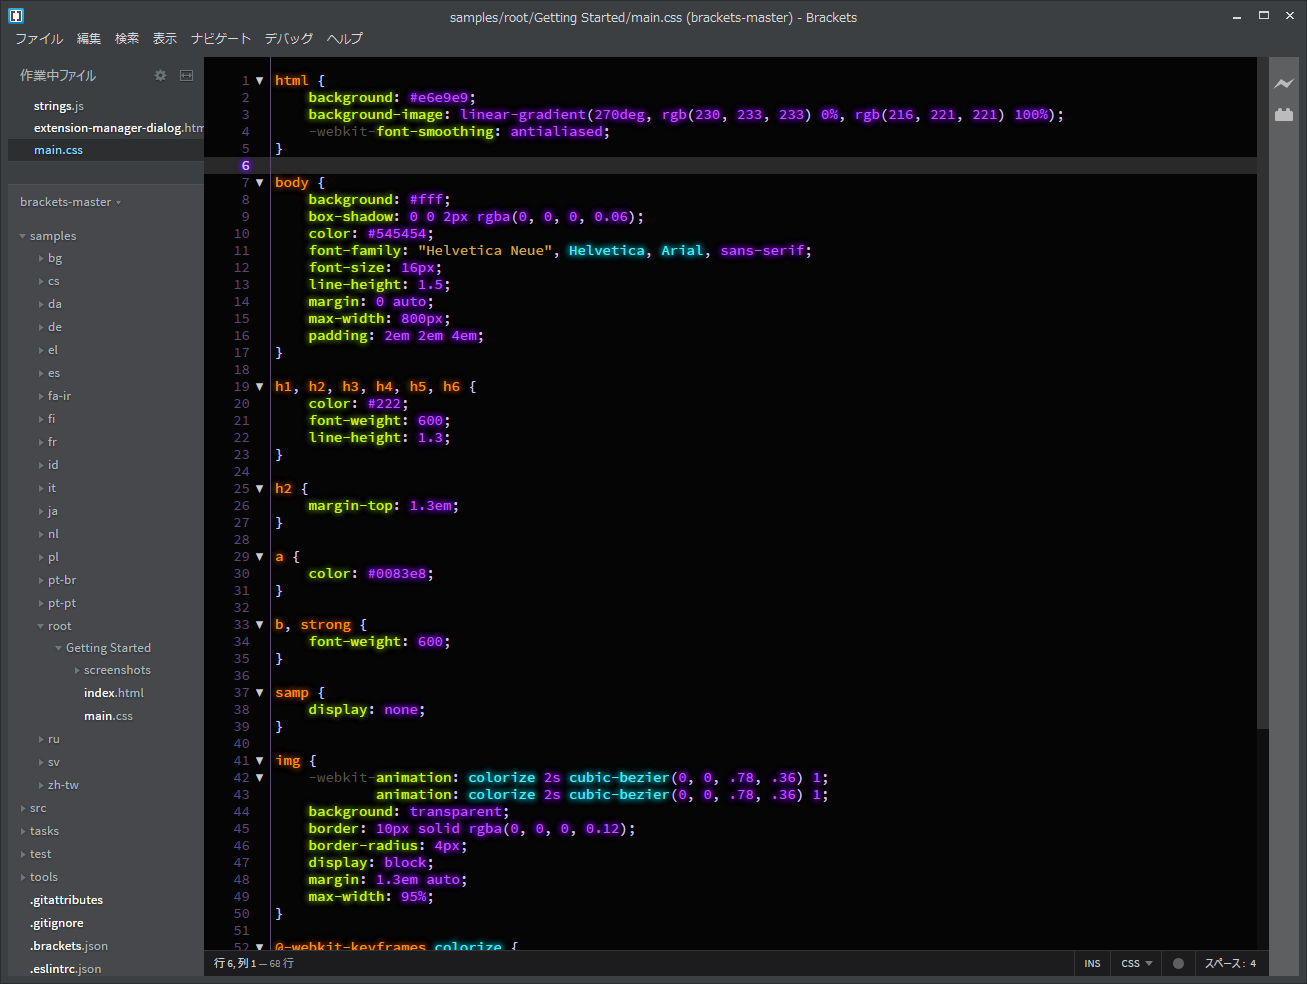 samples/root/Getting Started/main.css (brackets-master) - Brackets
ファイル 編集 検索 表示 ナビゲート デバッグ ヘルプ
作業中ファイル
strings.js
extension-manager-dialog.htm
main.css
brackets-master
samples
bg
cs
da
de
el
es
fa-ir
fi
fr
id
it
ja
nl
pl
pt-br
pt-pt
root
Getting Started
screenshots
index.html
main.css
ru
sv
zh-tw
src
tasks
test
tools
.gitattributes
.gitignore
.brackets.json
.eslintrc.json
1 html {
2     background: #e6e9e9;
3     background-image: linear-gradient(270deg, rgb(230, 233, 233) 0%, rgb(216, 221, 221) 100%);
4     -webkit-font-smoothing: antialiased;
5 }
6
7 body {
8     background: #fff;
9     box-shadow: 0 0 2px rgba(0, 0, 0, 0.06);
10     color: #545454;
11     font-family: "Helvetica Neue", Helvetica, Arial, sans-serif;
12     font-size: 16px;
13     line-height: 1.5;
14     margin: 0 auto;
15     max-width: 800px;
16     padding: 2em 2em 4em;
17 }
18
19 h1, h2, h3, h4, h5, h6 {
20     color: #222;
21     font-weight: 600;
22     line-height: 1.3;
23 }
24
25 h2 {
26     margin-top: 1.3em;
27 }
28
29 a {
30     color: #0083e8;
31 }
32
33 b, strong {
34     font-weight: 600;
35 }
36
37 samp {
38     display: none;
39 }
40
41 img {
42     -webkit-animation: colorize 2s cubic-bezier(0, 0, .78, .36) 1;
43             animation: colorize 2s cubic-bezier(0, 0, .78, .36) 1;
44     background: transparent;
45     border: 10px solid rgba(0, 0, 0, 0.12);
46     border-radius: 4px;
47     display: block;
48     margin: 1.3em auto;
49     max-width: 95%;
50 }
51
52 @-webkit-keyframes colorize {
行 6, 列 1 — 68 行 INS CSS スペース: 4